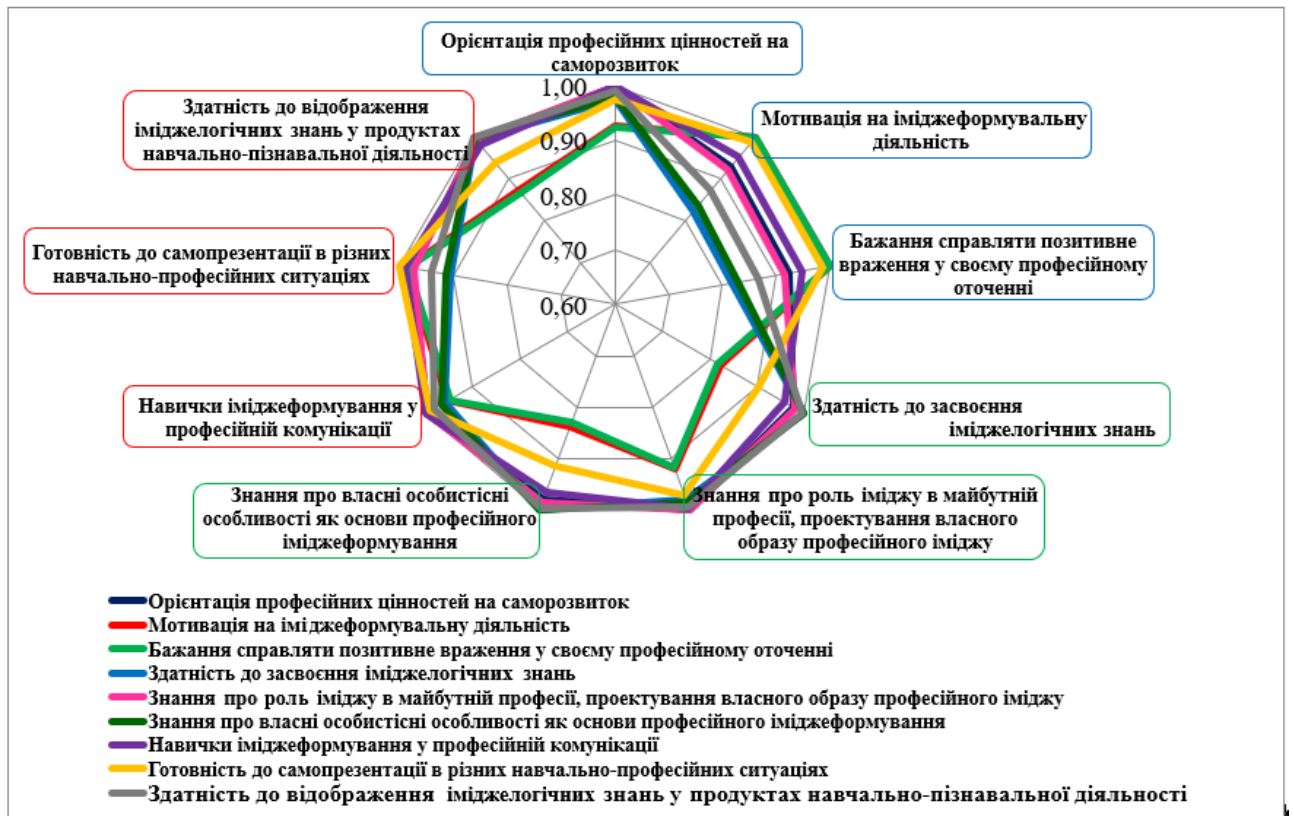 Орієнтація професійних цінностей на
саморозвиток
Здатність до відображення
іміджелогічних знань у продуктах
навчально-пізнавальної діяльності
1,00
0,90
0,80
0,70
0,60
Мотивація на іміджеформувальну
діяльність
Бажання справляти позитивне
враження у своєму професійному
оточенні
Готовність до самопрезентації в різних
навчально-професійних ситуаціях
Здатність до засвоєння
іміджелогічних знань
Навички іміджеформування у
професійній комунікації
Знання про власні особистісні
особливості як основи професійного
іміджеформування
Знання про роль іміджу в майбутній
професії, проектування власного
образу професійного іміджу
Орієнтація професійних цінностей на саморозвиток
Мотивація на іміджеформувальну діяльність
Бажання справляти позитивне враження у своєму професійному оточенні
Здатність до засвоєння іміджелогічних знань
Знання про роль іміджу в майбутній професії, проектування власного образу професійного іміджу
Знання про власні особистісні особливості як основи професійного іміджеформування
Навички іміджеформування у професійній комунікації
Готовність до самопрезентації в різних навчально-професійних ситуаціях
Здатність до відображення іміджелогічних знань у продуктах навчально-пізнавальної діяльності